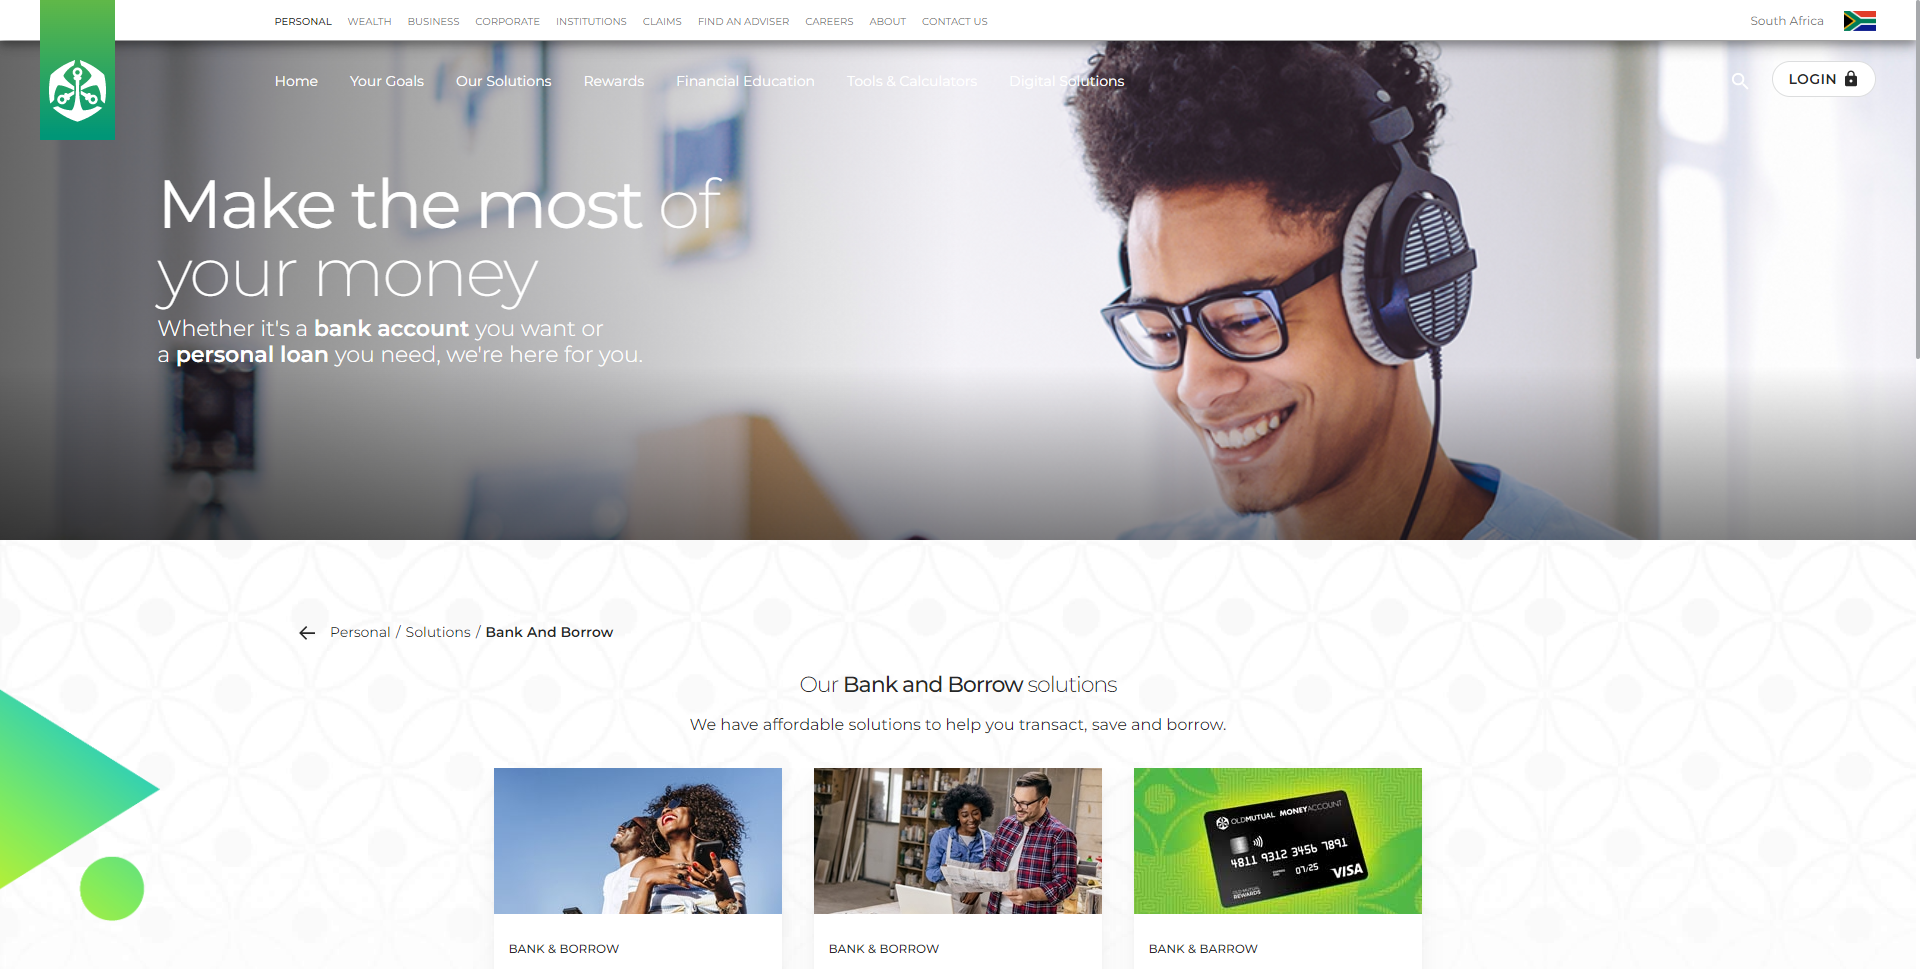 PERSONAL WEALTH BUSINESS CORPORATE INSTITUTIONS CLAIMS FIND AN ADVISER CAREERS ABOUT CONTACT US South Africa
Home Your Goals Our Solutions Rewards Financial Education Tools & Calculators Digital Solutions LOGIN
Make the most of
your money
Whether it's a bank account you want or
a personal loan you need, we're here for you.
Personal / Solutions / Bank And Borrow
Our Bank and Borrow solutions
We have affordable solutions to help you transact, save and borrow.
OLDMUTUAL MONEYACCOUNT
4811 9312 3456 7891
07/25
VISA
OLD MUTUAL
REWARDS
BANK & BORROW
BANK & BORROW
BANK & BARROW